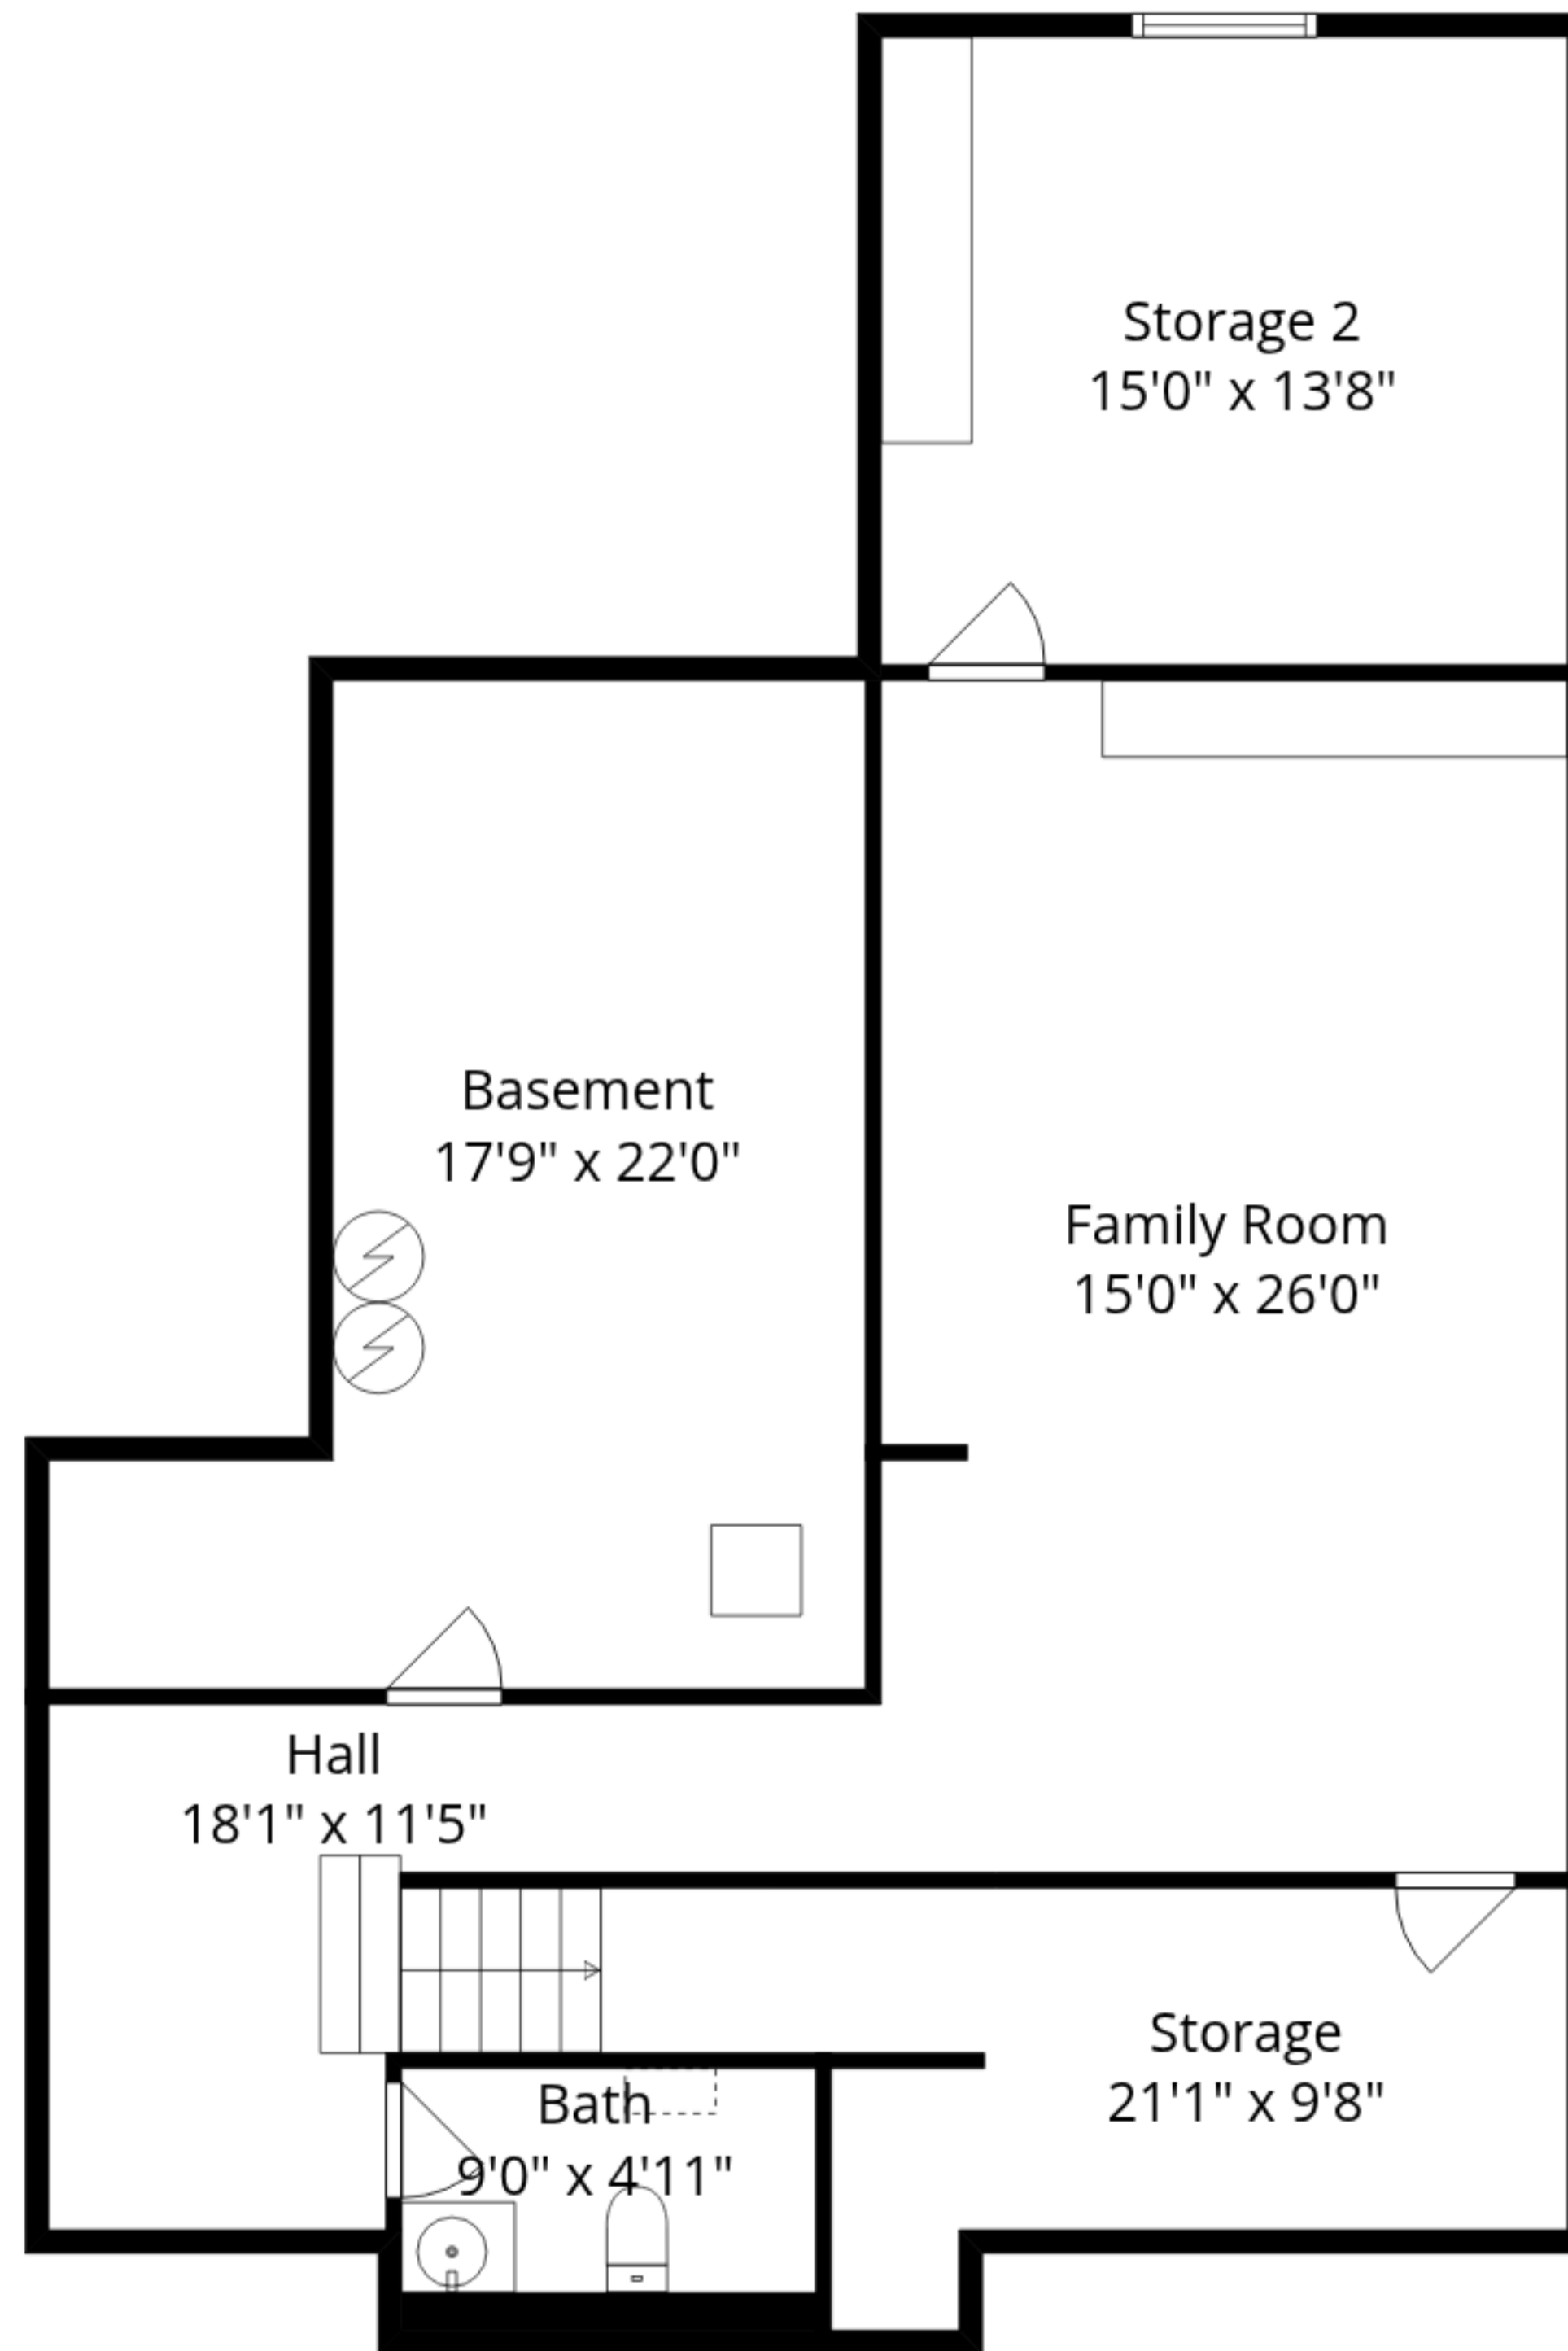 Storage 2
15'0" x 13'8"
Basement
17'9" x 22'0"
Family Room
15'0" x 26'0"
Hall
18'1" x 11'5"
Storage
21'1" x 9'8"
Bath
9'0" x 4'11"